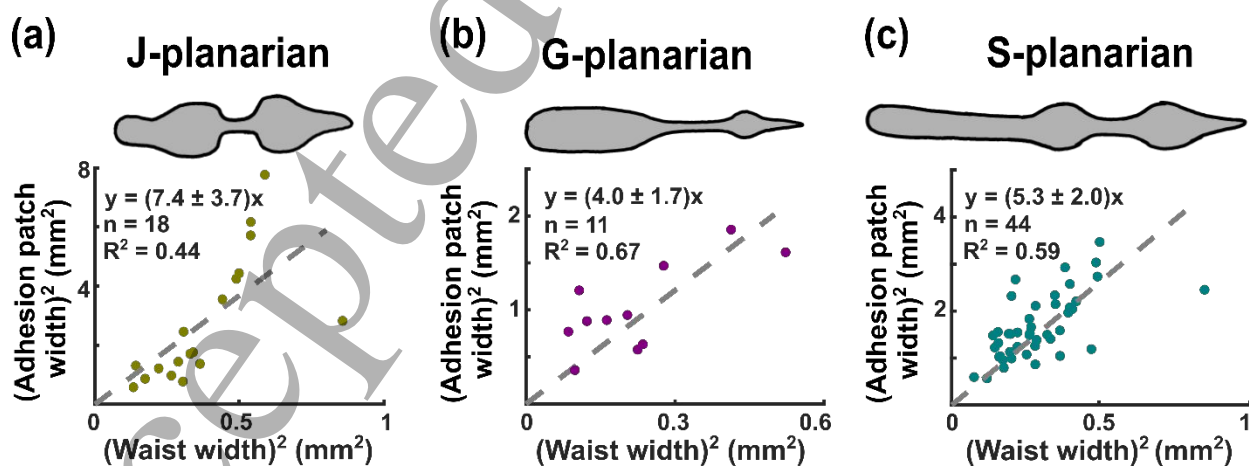 (a)
J-planarian
(Adhesion patch
width)² (mm²)
8
4
y = (7.4 ± 3.7)x
n = 18
R² = 0.44
0
0.5
1
(Waist width)² (mm²)
(b)
G-planarian
(Adhesion patch
width)² (mm²)
2
1
y = (4.0 ± 1.7)x
n = 11
R² = 0.67
0
0.3
0.6
(Waist width)² (mm²)
(c)
S-planarian
(Adhesion patch
width)² (mm²)
4
2
y = (5.3 ± 2.0)x
n = 44
R² = 0.59
0
0.5
1
(Waist width)² (mm²)
ccepted